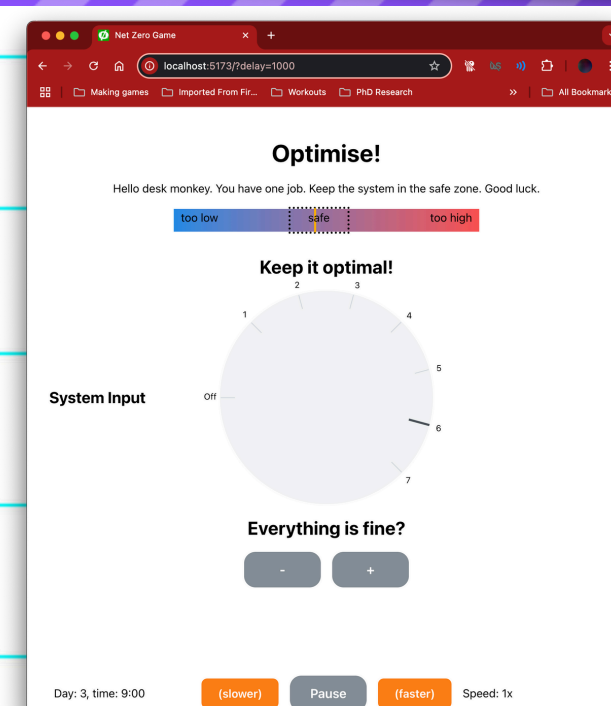 Net Zero Game
localhost:5173/?delay=1000
Making games
Imported From Fir...
Workouts
PhD Research
All Bookmark
Optimise!
Hello desk monkey. You have one job. Keep the system in the safe zone. Good luck.
too low safe too high
Keep it optimal!
2 3
1 4
5
System Input Off
6
7
Everything is fine?
- +
Day: 3, time: 9:00 (slower) Pause (faster) Speed: 1x